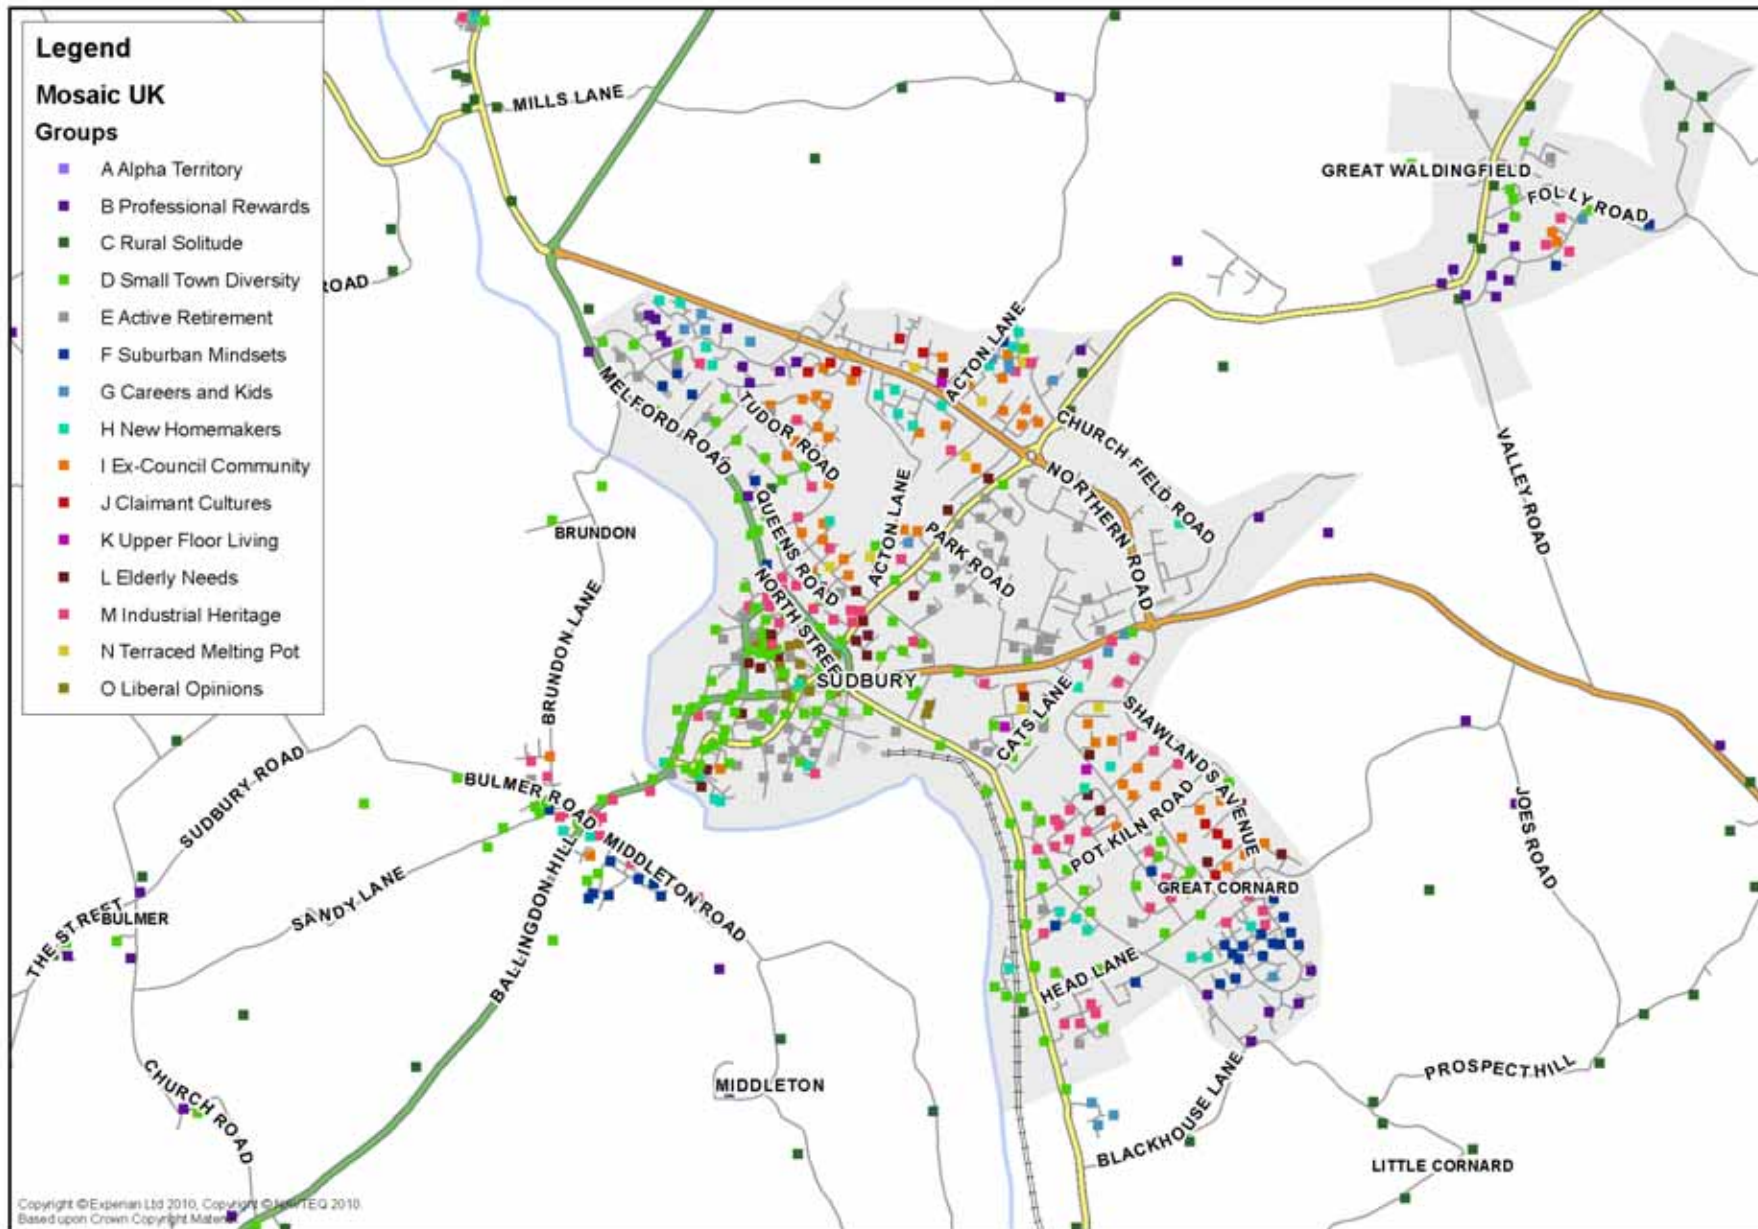 Legend
Mosaic UK
Groups
A Alpha Territory
B Professional Rewards
C Rural Solitude
D Small Town Diversity
E Active Retirement
F Suburban Mindsets
G Careers and Kids
H New Homemakers
I Ex-Council Community
J Claimant Cultures
K Upper Floor Living
L Elderly Needs
M Industrial Heritage
N Terraced Melting Pot
O Liberal Opinions
MILLS LANE
GREAT WALDINGFIELD
FOLLY ROAD
ROAD
ACTON LANE
MELFORD ROAD
TUDOR ROAD
CHURCH FIELD ROAD
NORTHERN ROAD
VALLEY ROAD
QUEENS ROAD
ACTON LANE
PARK ROAD
BRUNDON
NORTH STREET
BRUNDON LANE
SUDBURY
CATS LANE
SHAWLANDS AVENUE
SUDBURY ROAD
BULMER ROAD
POT KILN ROAD
JOES ROAD
MIDDLETON ROAD
BALLINGDON HILL
SANDY LANE
GREAT CORNARD
THE STREET
BULMER
HEAD LANE
CHURCH ROAD
MIDDLETON
PROSPECT HILL
BLACKHOUSE LANE
LITTLE CORNARD
Copyright © Experian Ltd 2010, Copyright © NAVTEQ 2010.
Based upon Crown Copyright